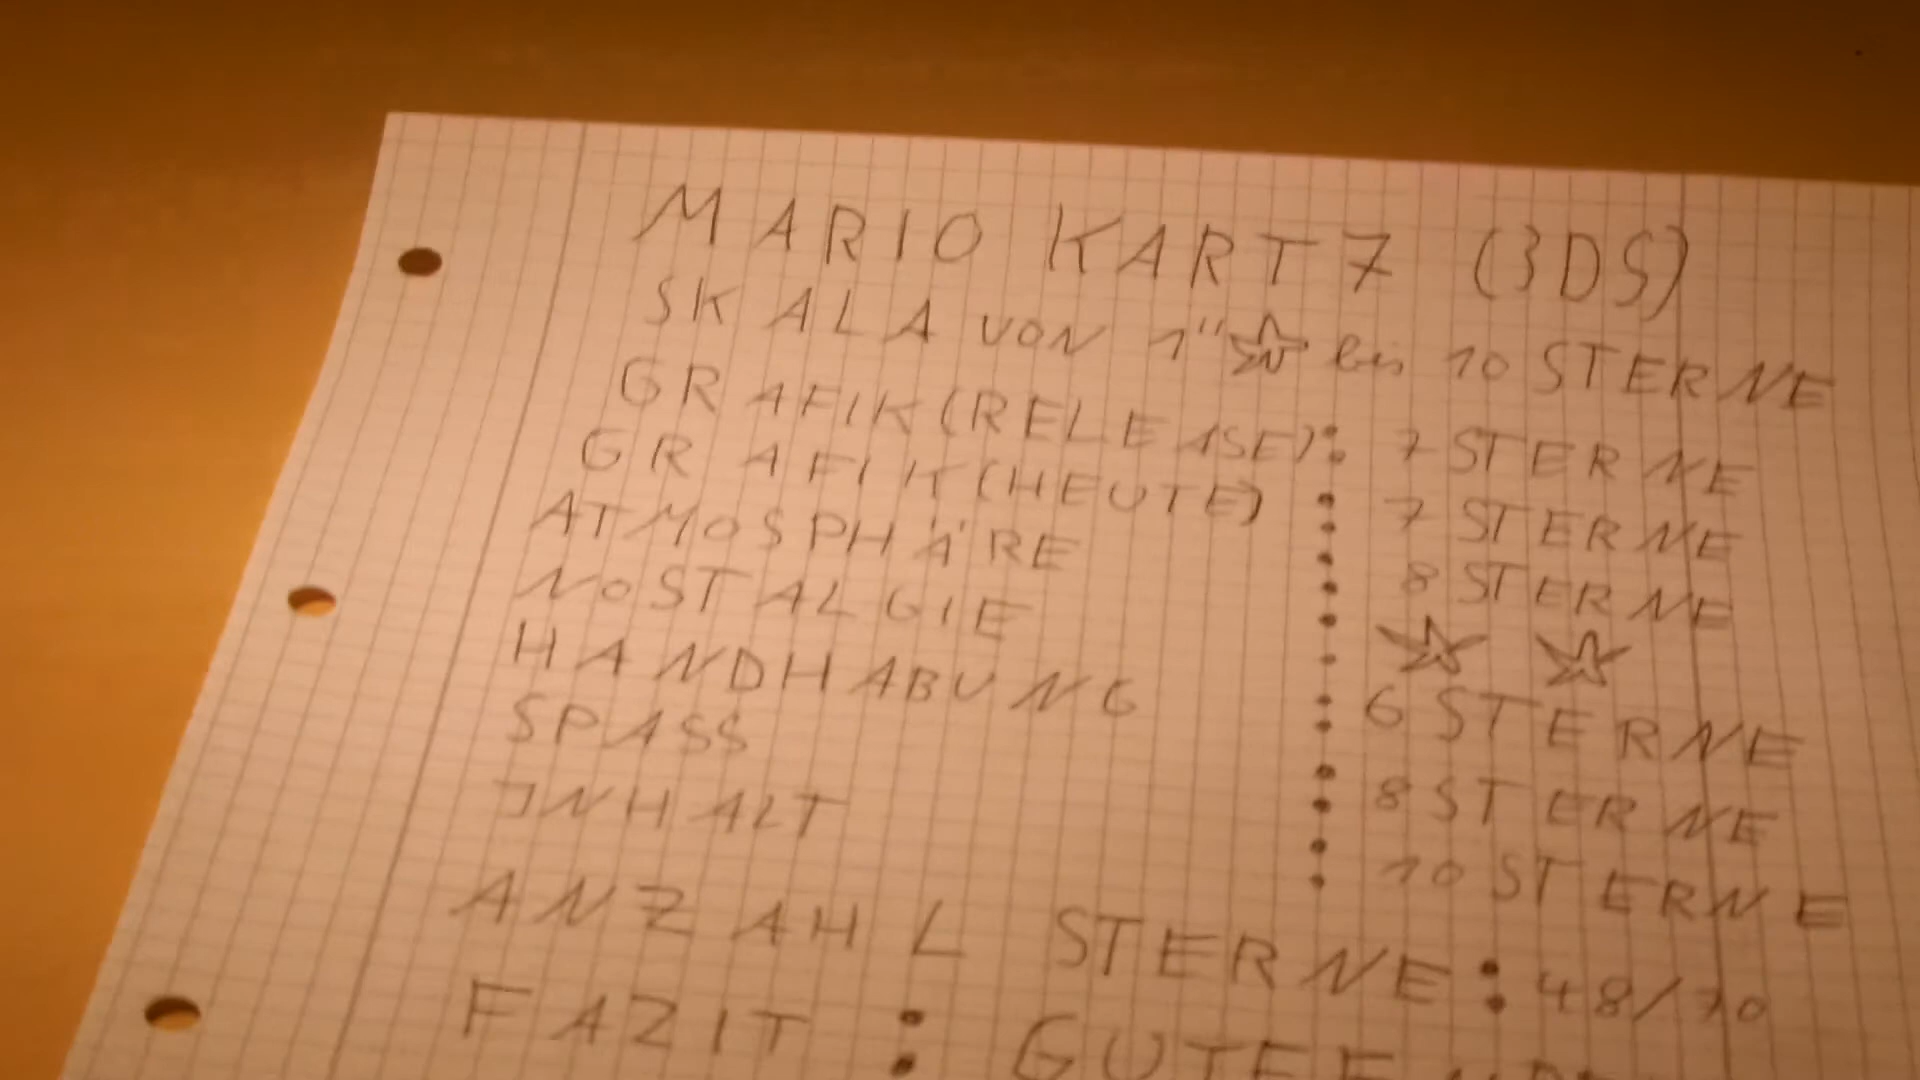 MARIO KART 7 (3DS)
SKALA VON 1" ☆ bis 10 STERNE
GRAFIK (RELEASE): 7 STERNE
GRAFIK (HEUTE) : 7 STERNE
ATMOSPHÄRE : 8 STERNE
NOSTALGIE : ☆ ☆
HANDHABUNG : 6 STERNE
SPASS : 8 STERNE
INHALT : 10 STERNE
ANZAHL STERNE: 48/70
FAZIT :